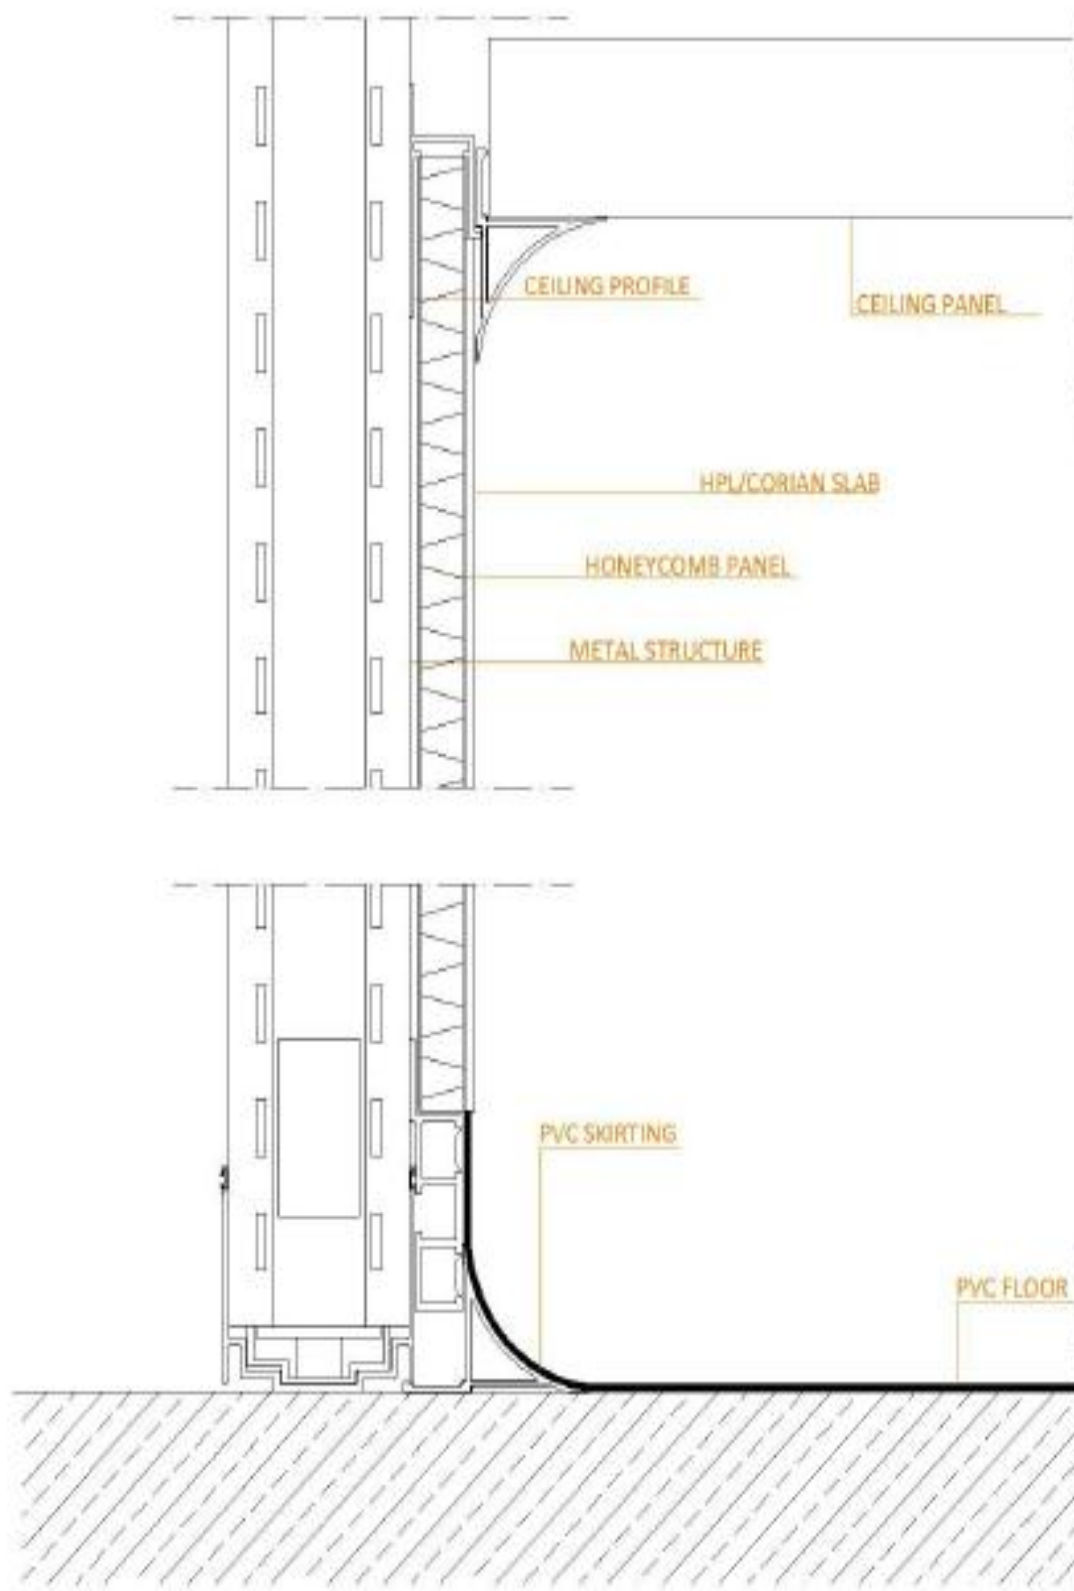 CEILING PROFILE
CEILING PANEL
HPL/CORIAN SLAB
HONEYCOMB PANEL
METAL STRUCTURE
PVC SKIRTING
PVC FLOOR